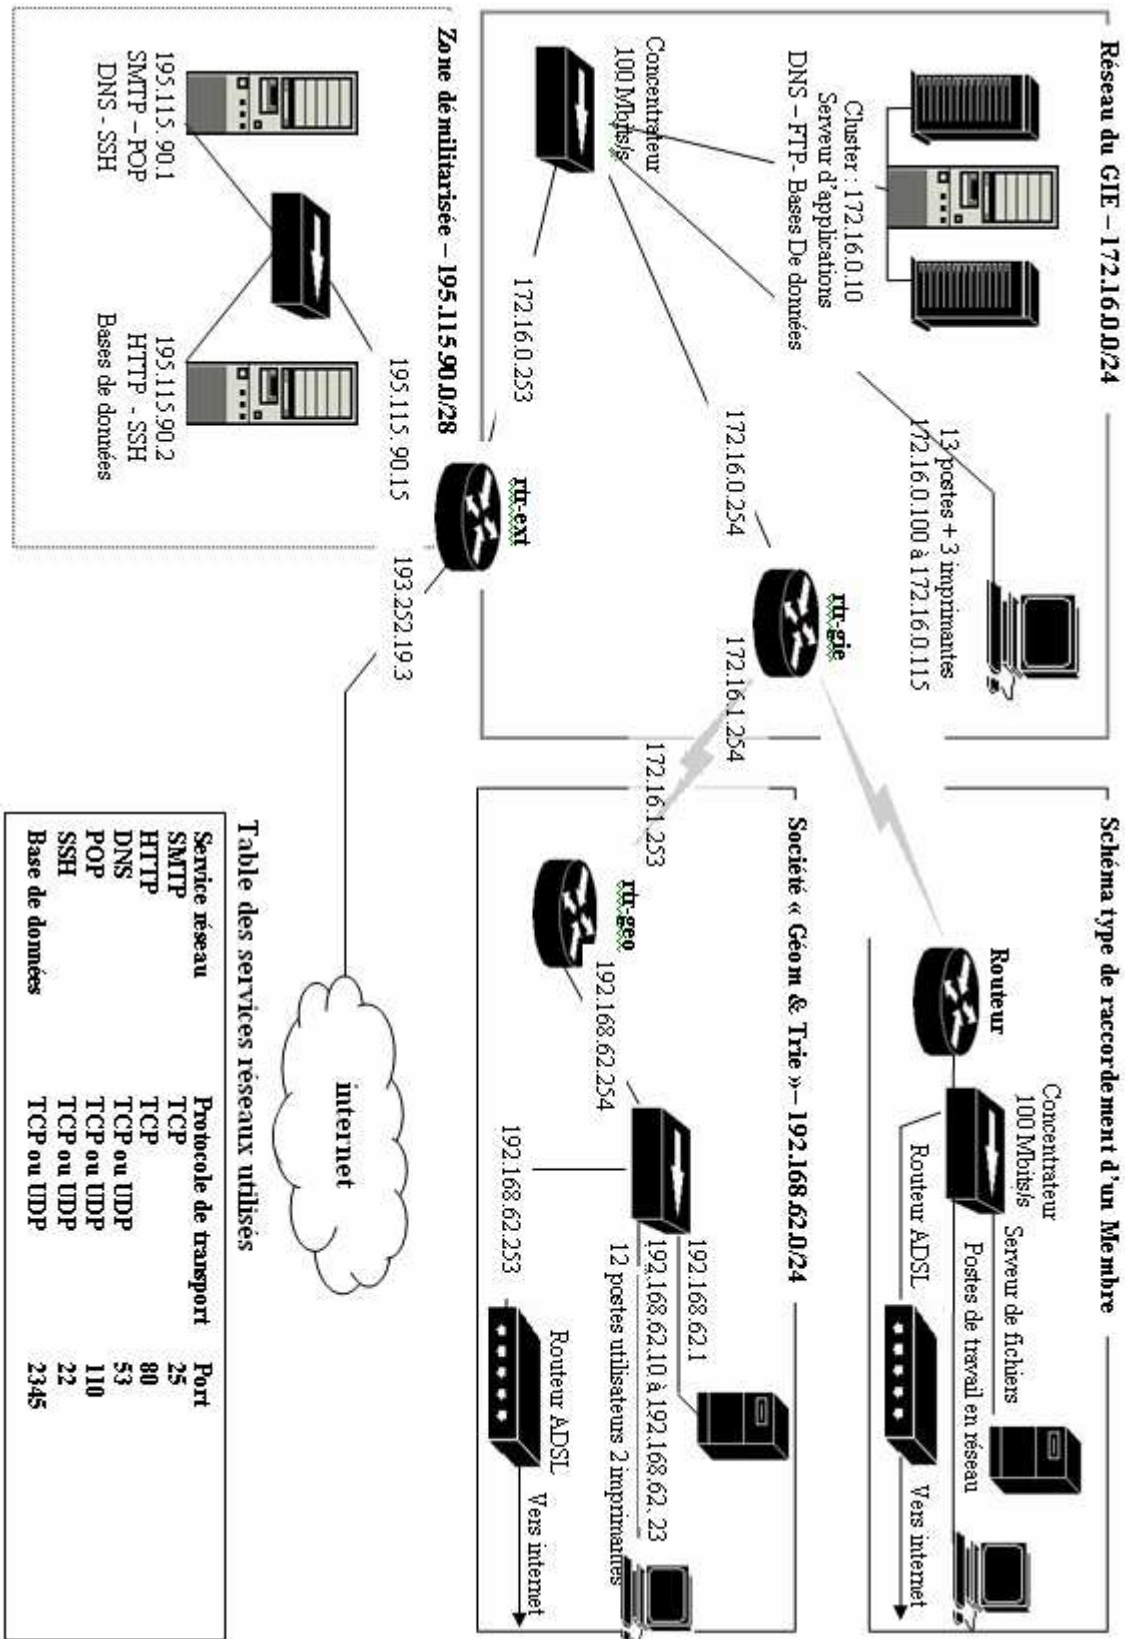 Réseau du GIE – 172.16.0.0/24
Cluster : 172.16.0.10
Serveur d'applications
DNS – FTP- Bases De données
13 postes + 3 imprimantes
172.16.0.100 à 172.16.0.115
Concentrateur
100 Mbits/s
172.16.0.253
172.16.0.254
rtr-gie
172.16.1.254
rtr-ext
Zone démilitarisée – 195.115.90.0/28
195.115.90.1
SMTP – POP
DNS - SSH
195.115.90.2
HTTP - SSH
Bases de données
195.115.90.15
193.252.19.3
Schéma type de raccordement d'un Membre
Routeur
Concentrateur
100 Mbits/s
Serveur de fichiers
Postes de travail en réseau
Routeur ADSL
Vers internet
Société « Géom & Trie » – 192.168.62.0/24
172.16.1.253
rtr-geo
192.168.62.254
192.168.62.1
192.168.62.10 à 192.168.62. 23
12 postes utilisateurs 2 imprimantes
192.168.62.253
Routeur ADSL
Vers internet
internet
Table des services réseaux utilisés
Service réseau Protocole de transport Port
SMTP TCP 25
HTTP TCP 80
DNS TCP ou UDP 53
POP TCP ou UDP 110
SSH TCP ou UDP 22
Base de données TCP ou UDP 2345